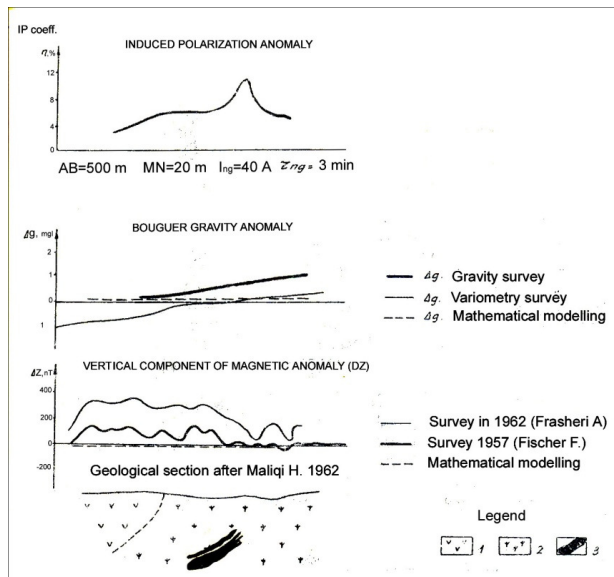 IP coeff.
η,%
INDUCED POLARIZATION ANOMALY
12
8
4
0
AB=500 m MN=20 m Ing=40 A τng= 3 min
BOUGUER GRAVITY ANOMALY
Δg, mgl
2
1
0
1
Δg. Gravity survey
Δg. Variometry survey
Δg. Mathematical modelling
VERTICAL COMPONENT OF MAGNETIC ANOMALY (DZ)
ΔZ,nT
400
200
0
-200
Survey in 1962 (Frasheri A)
Survey 1957 (Fischer F.)
Mathematical modelling
Geological section after Maliqi H. 1962
Legend
1 2 3